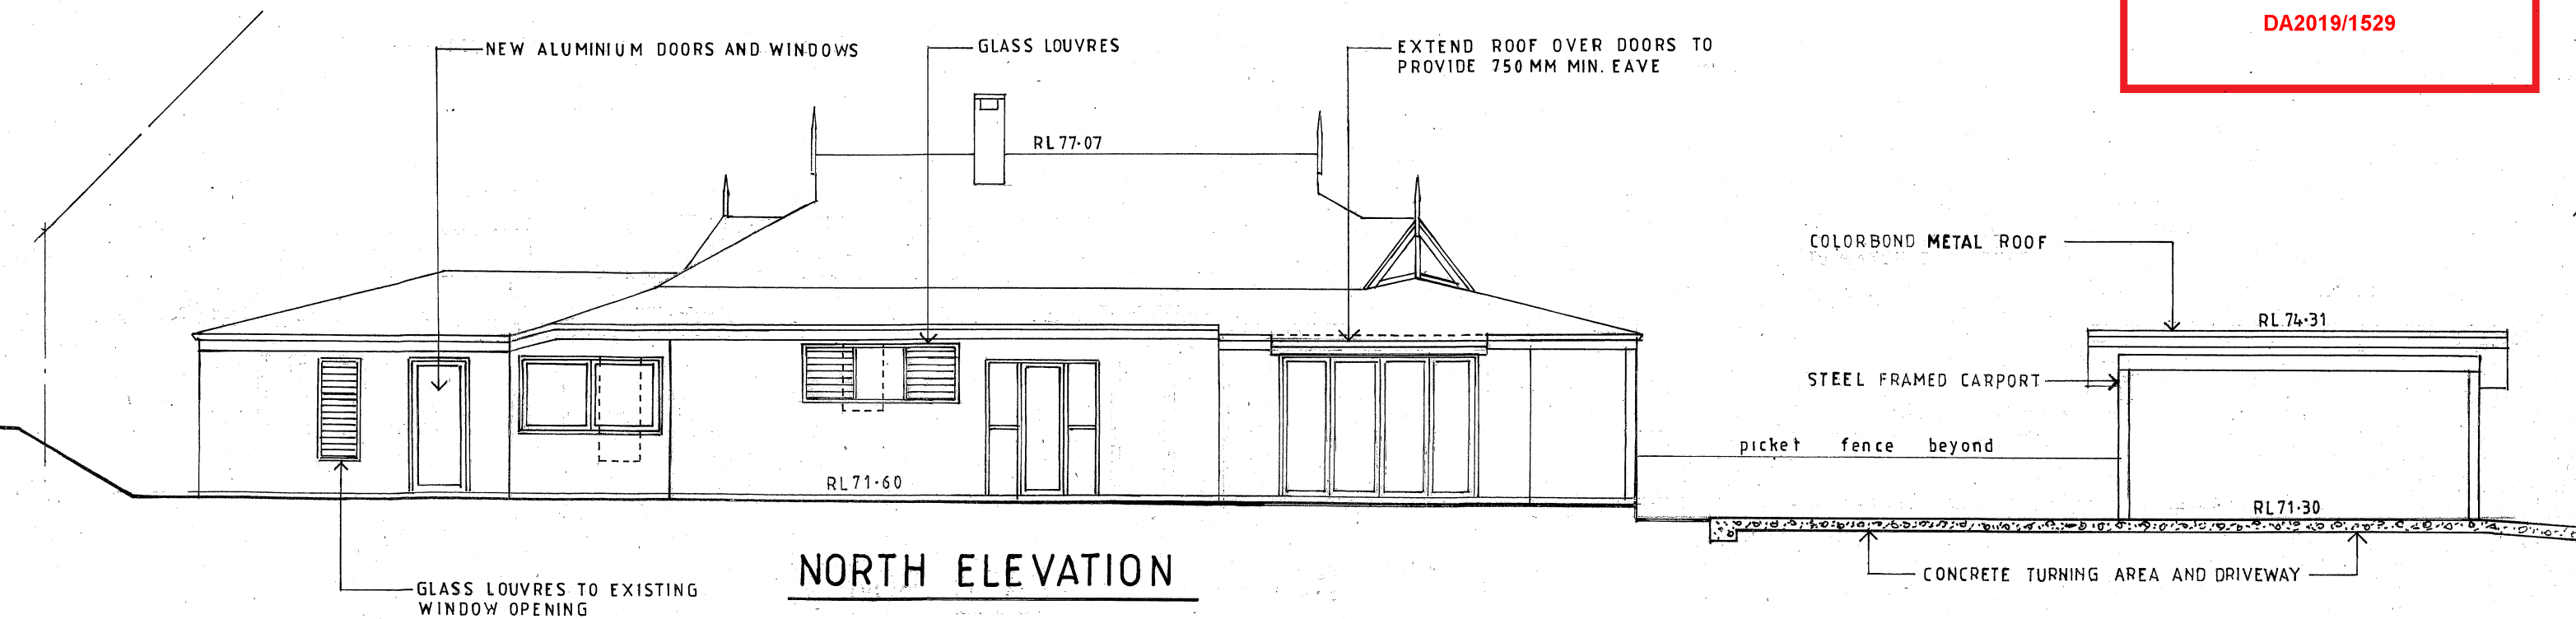 DA2019/1529
NEW ALUMINIUM DOORS AND WINDOWS
GLASS LOUVRES
EXTEND ROOF OVER DOORS TO
PROVIDE 750 MM MIN. EAVE
RL 77·07
COLORBOND METAL ROOF
RL 74·31
STEEL FRAMED CARPORT
picket fence beyond
RL 71·60
RL 71·30
NORTH ELEVATION
GLASS LOUVRES TO EXISTING
WINDOW OPENING
CONCRETE TURNING AREA AND DRIVEWAY